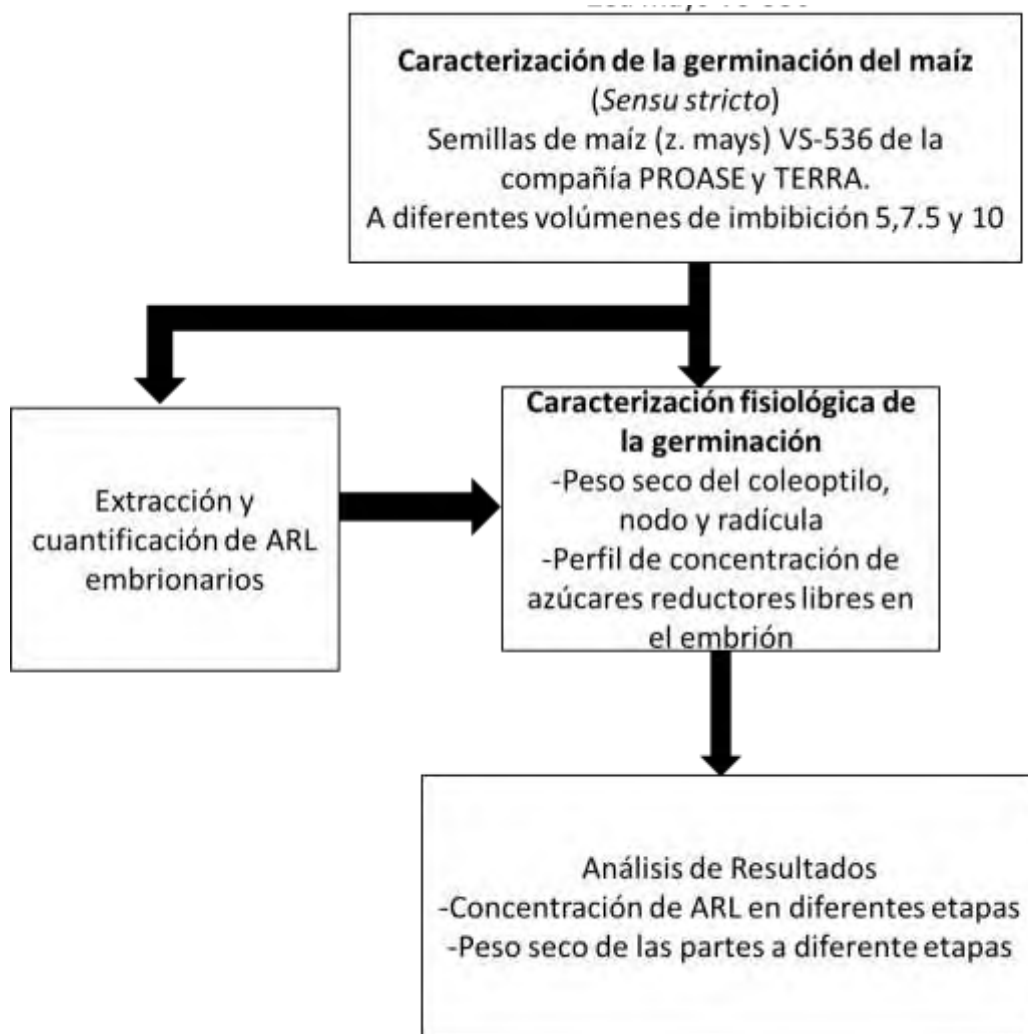 Caracterización de la germinación del maíz
(Sensu stricto)
Semillas de maíz (z. mays) VS-536 de la
compañía PROASE y TERRA.
A diferentes volúmenes de imbibición 5,7.5 y 10
Extracción y
cuantificación de ARL
embrionarios
Caracterización fisiológica de
la germinación
-Peso seco del coleoptilo,
nodo y radícula
-Perfil de concentración de
azúcares reductores libres en
el embrión
Análisis de Resultados
-Concentración de ARL en diferentes etapas
-Peso seco de las partes a diferente etapas